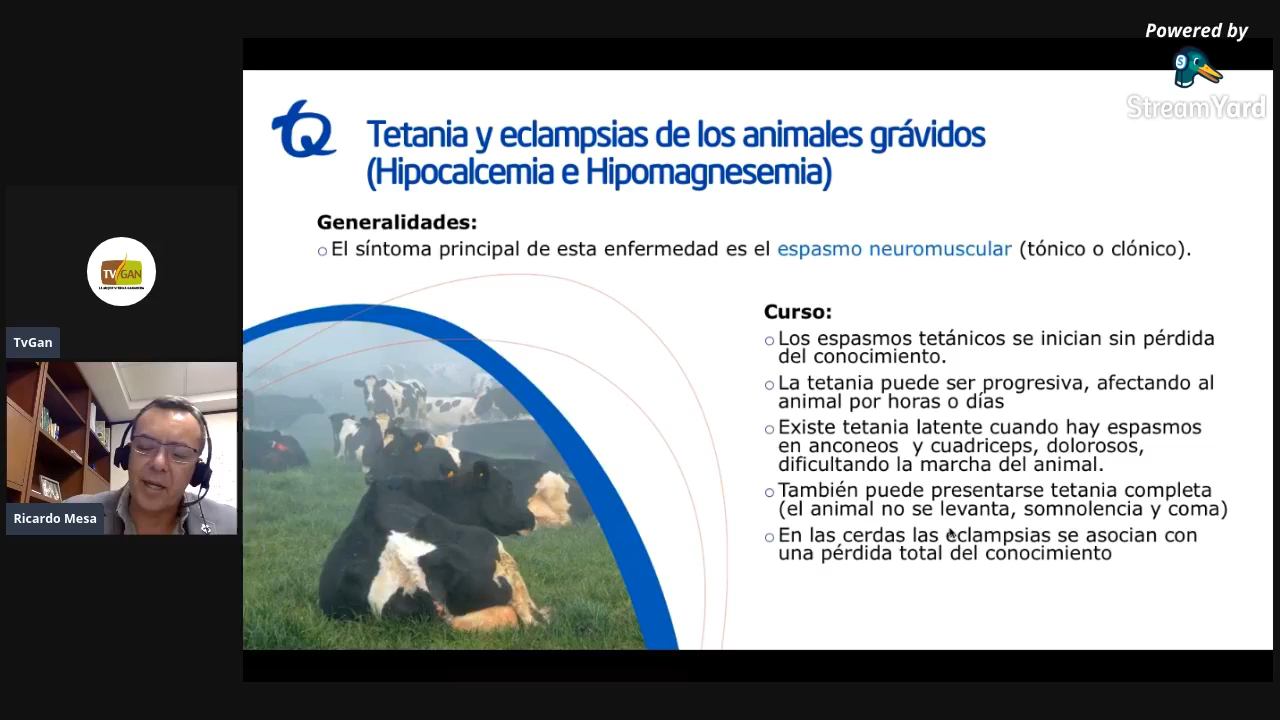 Powered by
StreamYard
TQ
Tetania y eclampsias de los animales grávidos
(Hipocalcemia e Hipomagnesemia)
Generalidades:
El síntoma principal de esta enfermedad es el espasmo neuromuscular (tónico o clónico).
Curso:
Los espasmos tetánicos se inician sin pérdida
del conocimiento.
La tetania puede ser progresiva, afectando al
animal por horas o días
Existe tetania latente cuando hay espasmos
en anconeos y cuadriceps, dolorosos,
dificultando la marcha del animal.
También puede presentarse tetania completa
(el animal no se levanta, somnolencia y coma)
En las cerdas las eclampsias se asocian con
una pérdida total del conocimiento
TV GAN
TvGan
Ricardo Mesa